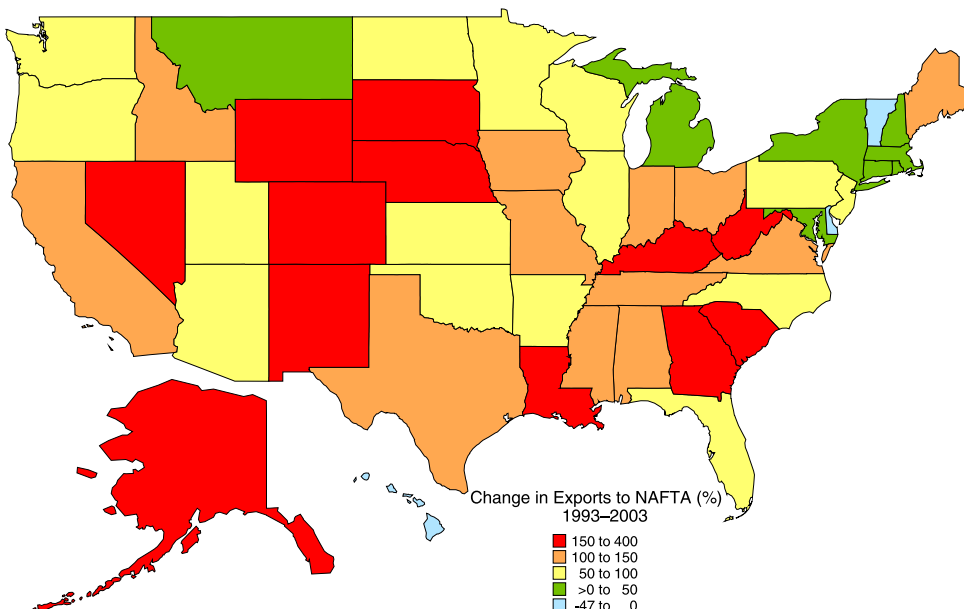 Change in Exports to NAFTA (%)
1993–2003
150 to 400
100 to 150
50 to 100
>0 to 50
-47 to 0